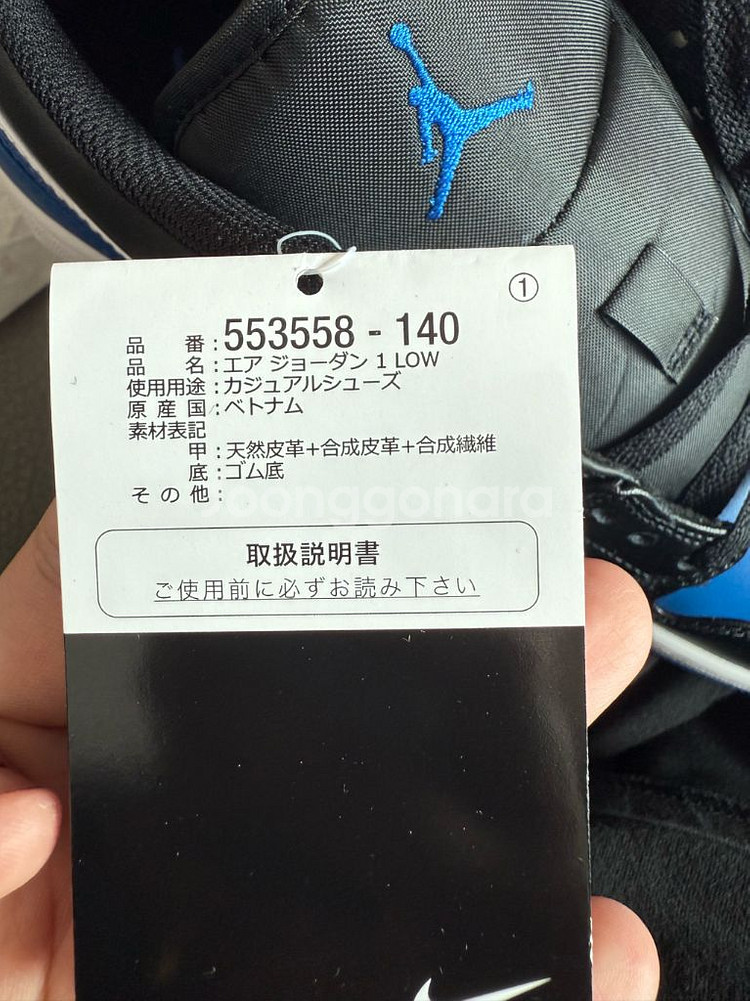 ①
品番:553558 - 140
品名:エア ジョーダン 1 LOW
使用用途:カジュアルシューズ
原産国:ベトナム
素材表記
甲:天然皮革+合成皮革+合成繊維
底:ゴム底
その他:
joonggonara
取扱説明書
ご使用前に必ずお読み下さい